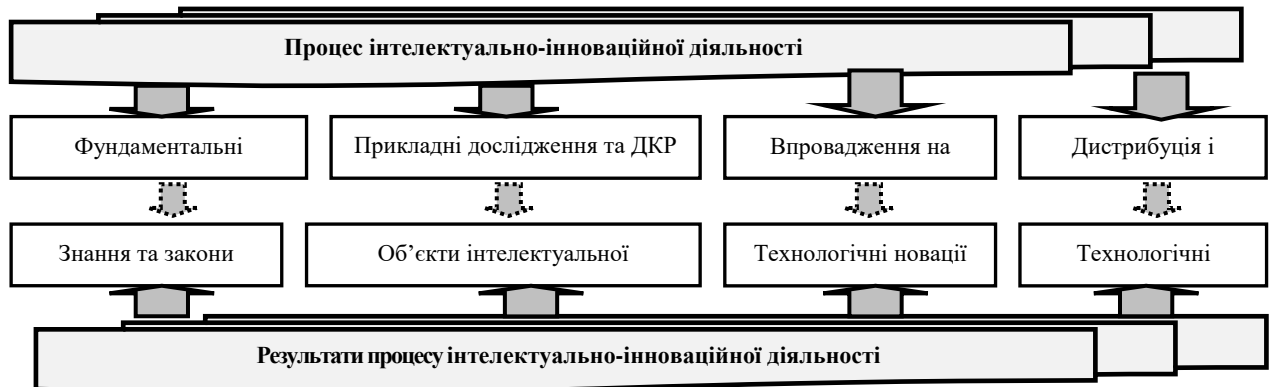 Процес інтелектуально-інноваційної діяльності
Фундаментальні
Прикладні дослідження та ДКР
Впровадження на
Дистрибуція і
Знання та закони
Об’єкти інтелектуальної
Технологічні новації
Технологічні
Результати процесу інтелектуально-інноваційної діяльності